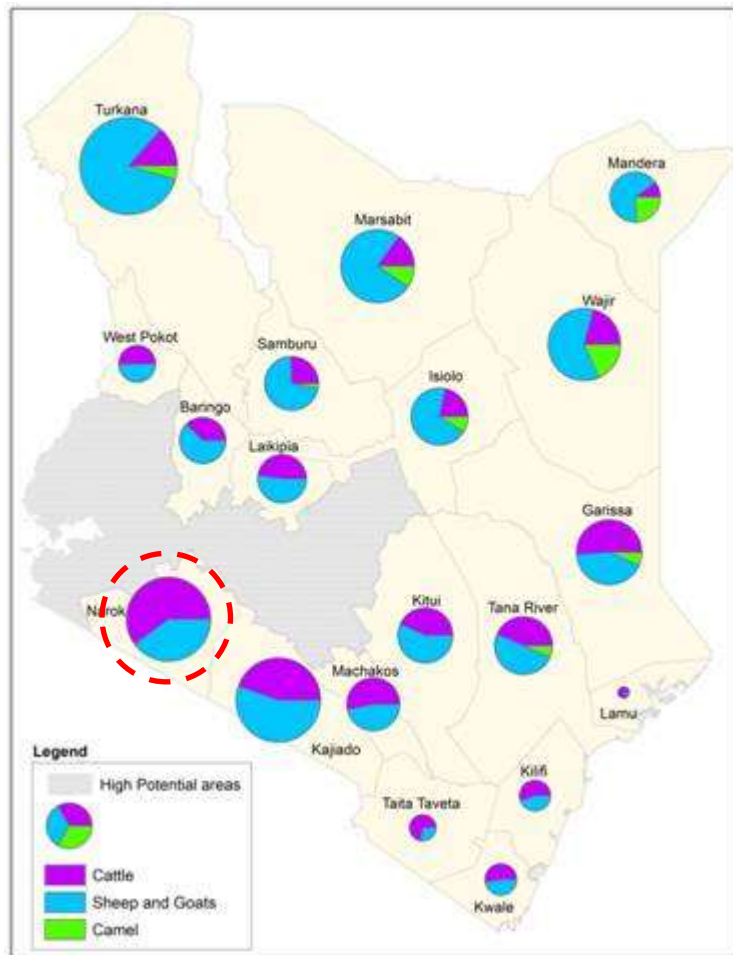 Turkana
Mandera
Marsabit
Wajir
West Pokot
Samburu
Isiolo
Baringo
Laikipia
Garissa
Narok
Kitui
Tana River
Machakos
Lamu
Kajiado
Kilifi
Taita Taveta
Kwale
Legend
High Potential areas
Cattle
Sheep and Goats
Camel